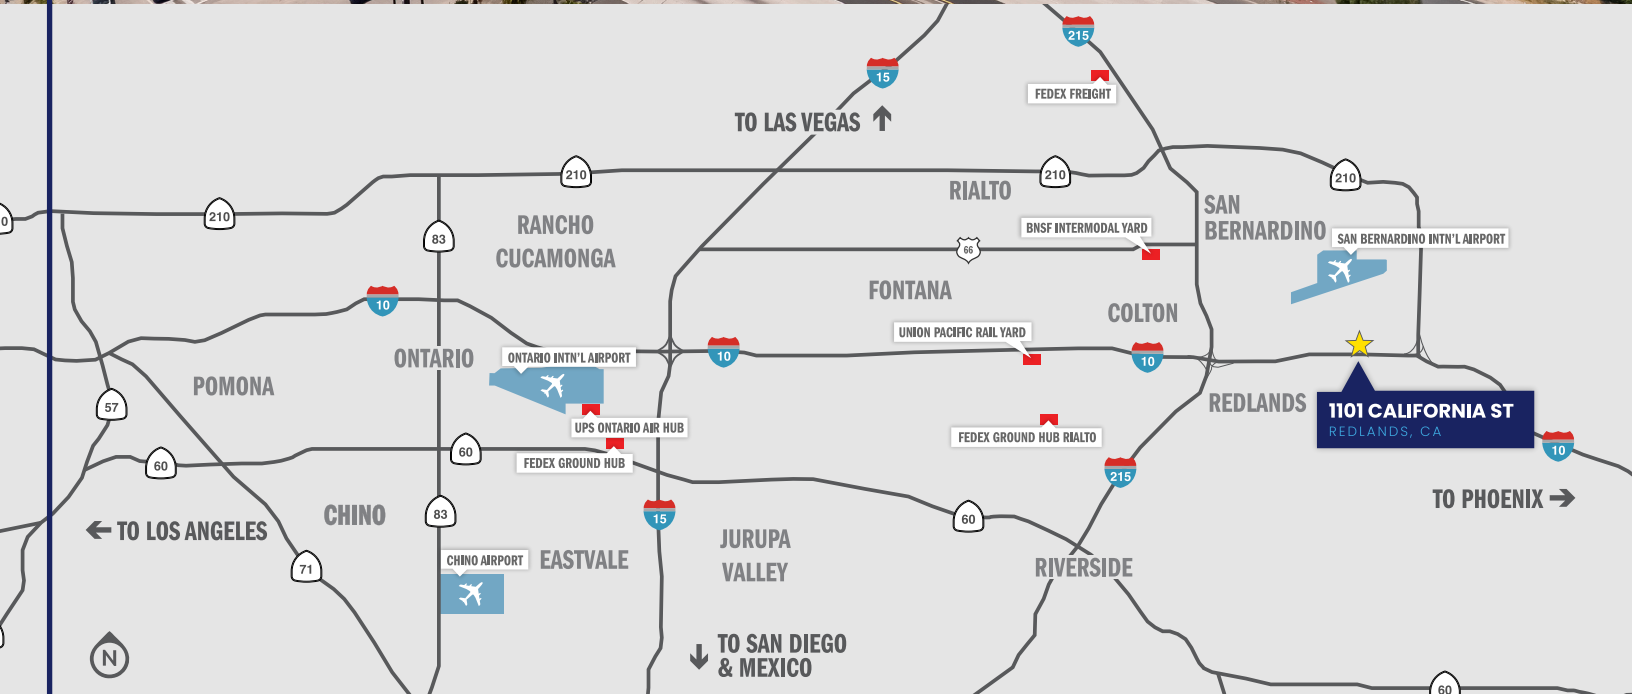 215
15
FEDEX FREIGHT
TO LAS VEGAS
210
210
210
210
RIALTO
SAN
BERNARDINO
RANCHO
CUCAMONGA
83
BNSF INTERMODAL YARD
66
SAN BERNARDINO INTN'L AIRPORT
10
FONTANA
COLTON
UNION PACIFIC RAIL YARD
ONTARIO
ONTARIO INTN'L AIRPORT
10
10
POMONA
57
REDLANDS
1101 CALIFORNIA ST
REDLANDS, CA
UPS ONTARIO AIR HUB
FEDEX GROUND HUB RIALTO
60
60
FEDEX GROUND HUB
10
215
TO PHOENIX
CHINO
83
15
60
TO LOS ANGELES
JURUPA
VALLEY
CHINO AIRPORT
EASTVALE
71
RIVERSIDE
N
TO SAN DIEGO
& MEXICO
60